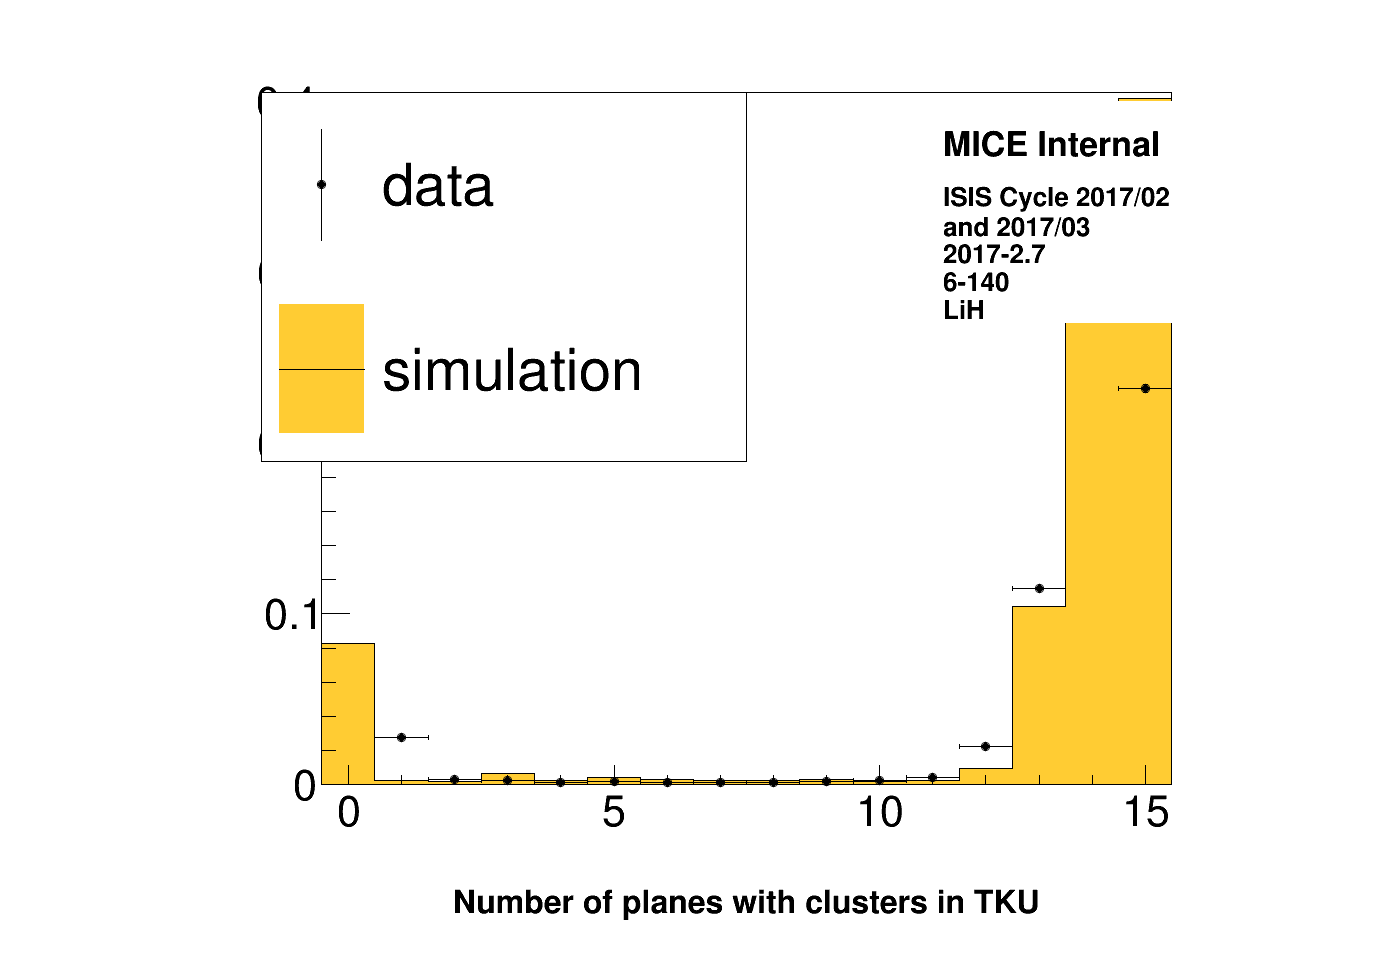 data
simulation
MICE Internal
ISIS Cycle 2017/02
and 2017/03
2017-2.7
6-140
LiH
0.1
0
0 5 10 15
Number of planes with clusters in TKU